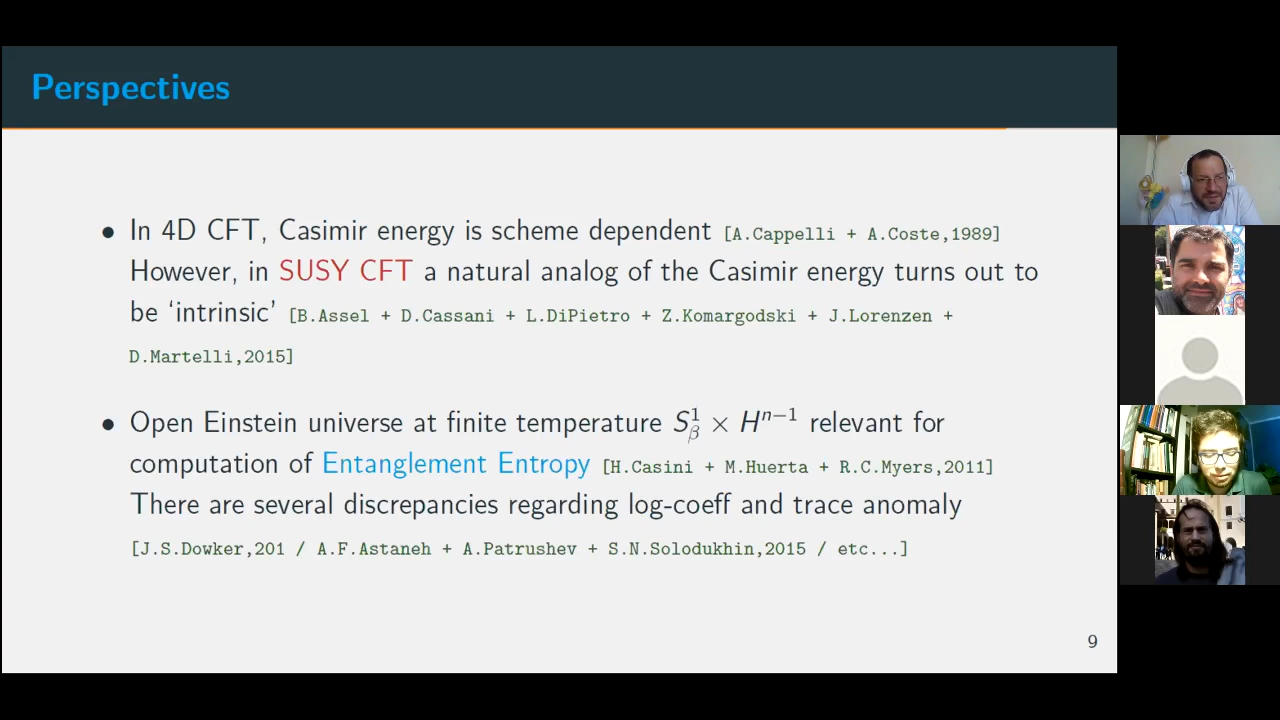 Perspectives
• In 4D CFT, Casimir energy is scheme dependent [A.Cappelli + A.Coste,1989]
However, in SUSY CFT a natural analog of the Casimir energy turns out to
be ‘intrinsic’ [B.Assel + D.Cassani + L.DiPietro + Z.Komargodski + J.Lorenzen +
D.Martelli,2015]
• Open Einstein universe at finite temperature $S^1_\beta \times H^{n-1}$ relevant for
computation of Entanglement Entropy [H.Casini + M.Huerta + R.C.Myers,2011]
There are several discrepancies regarding log-coeff and trace anomaly
[J.S.Dowker,201 / A.F.Astaneh + A.Patrushev + S.N.Solodukhin,2015 / etc...]
9